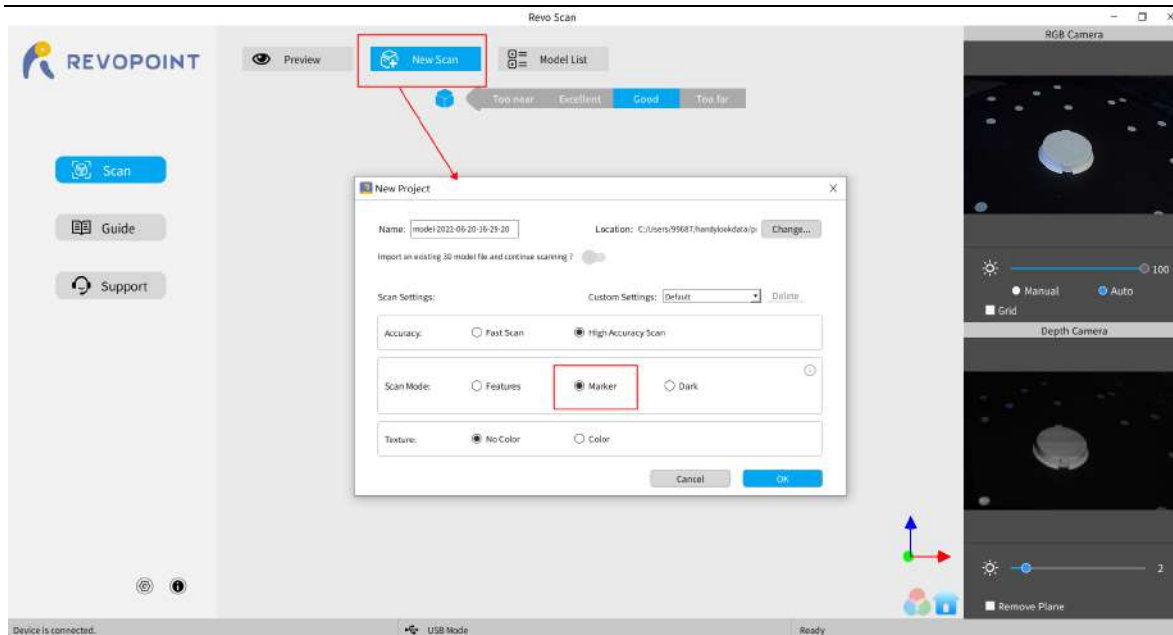 Revo Scan
REVOPOINT
Preview
New Scan
Model List
RGB Camera
Too near
Excellent
Good
Too far
Scan
Guide
Support
New Project
Name: model-2022-06-20-16-29-20
Location: C:/Users/95687/handylookdata/p
Change...
Import an existing 3D model file and continue scanning ?
Scan Settings:
Custom Settings: Default
Delete
Accuracy:
Fast Scan
High Accuracy Scan
Scan Mode:
Features
Marker
Dark
Texture:
No Color
Color
Cancel
OK
100
Manual
Auto
Grid
Depth Camera
2
Remove Plane
Device is connected.
USB Mode
Ready